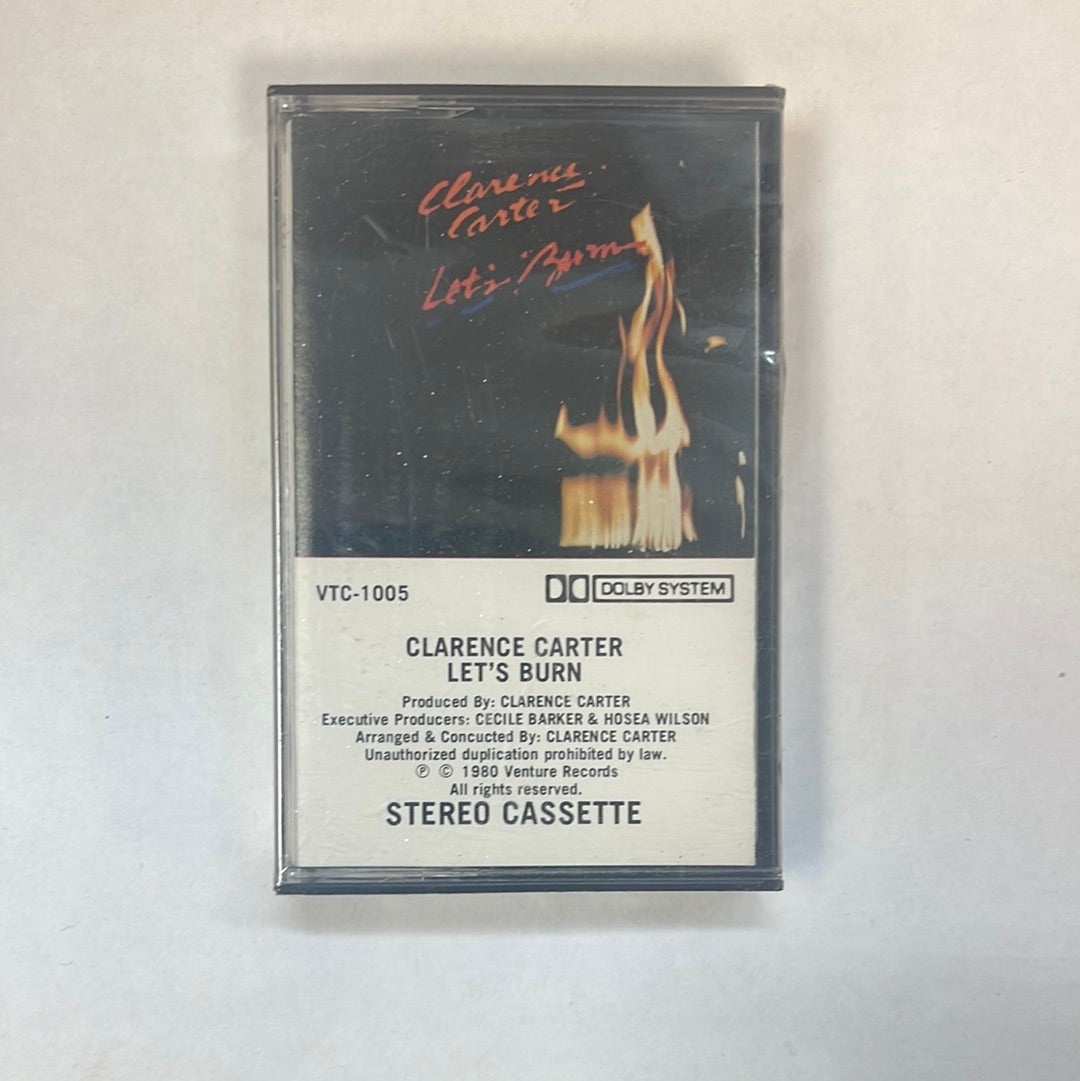 Clarence
Carter
Let's Burn
VTC-1005
DOLBY SYSTEM
CLARENCE CARTER
LET'S BURN
Produced By: CLARENCE CARTER
Executive Producers: CECILE BARKER & HOSEA WILSON
Arranged & Concucted By: CLARENCE CARTER
Unauthorized duplication prohibited by law.
℗ © 1980 Venture Records
All rights reserved.
STEREO CASSETTE